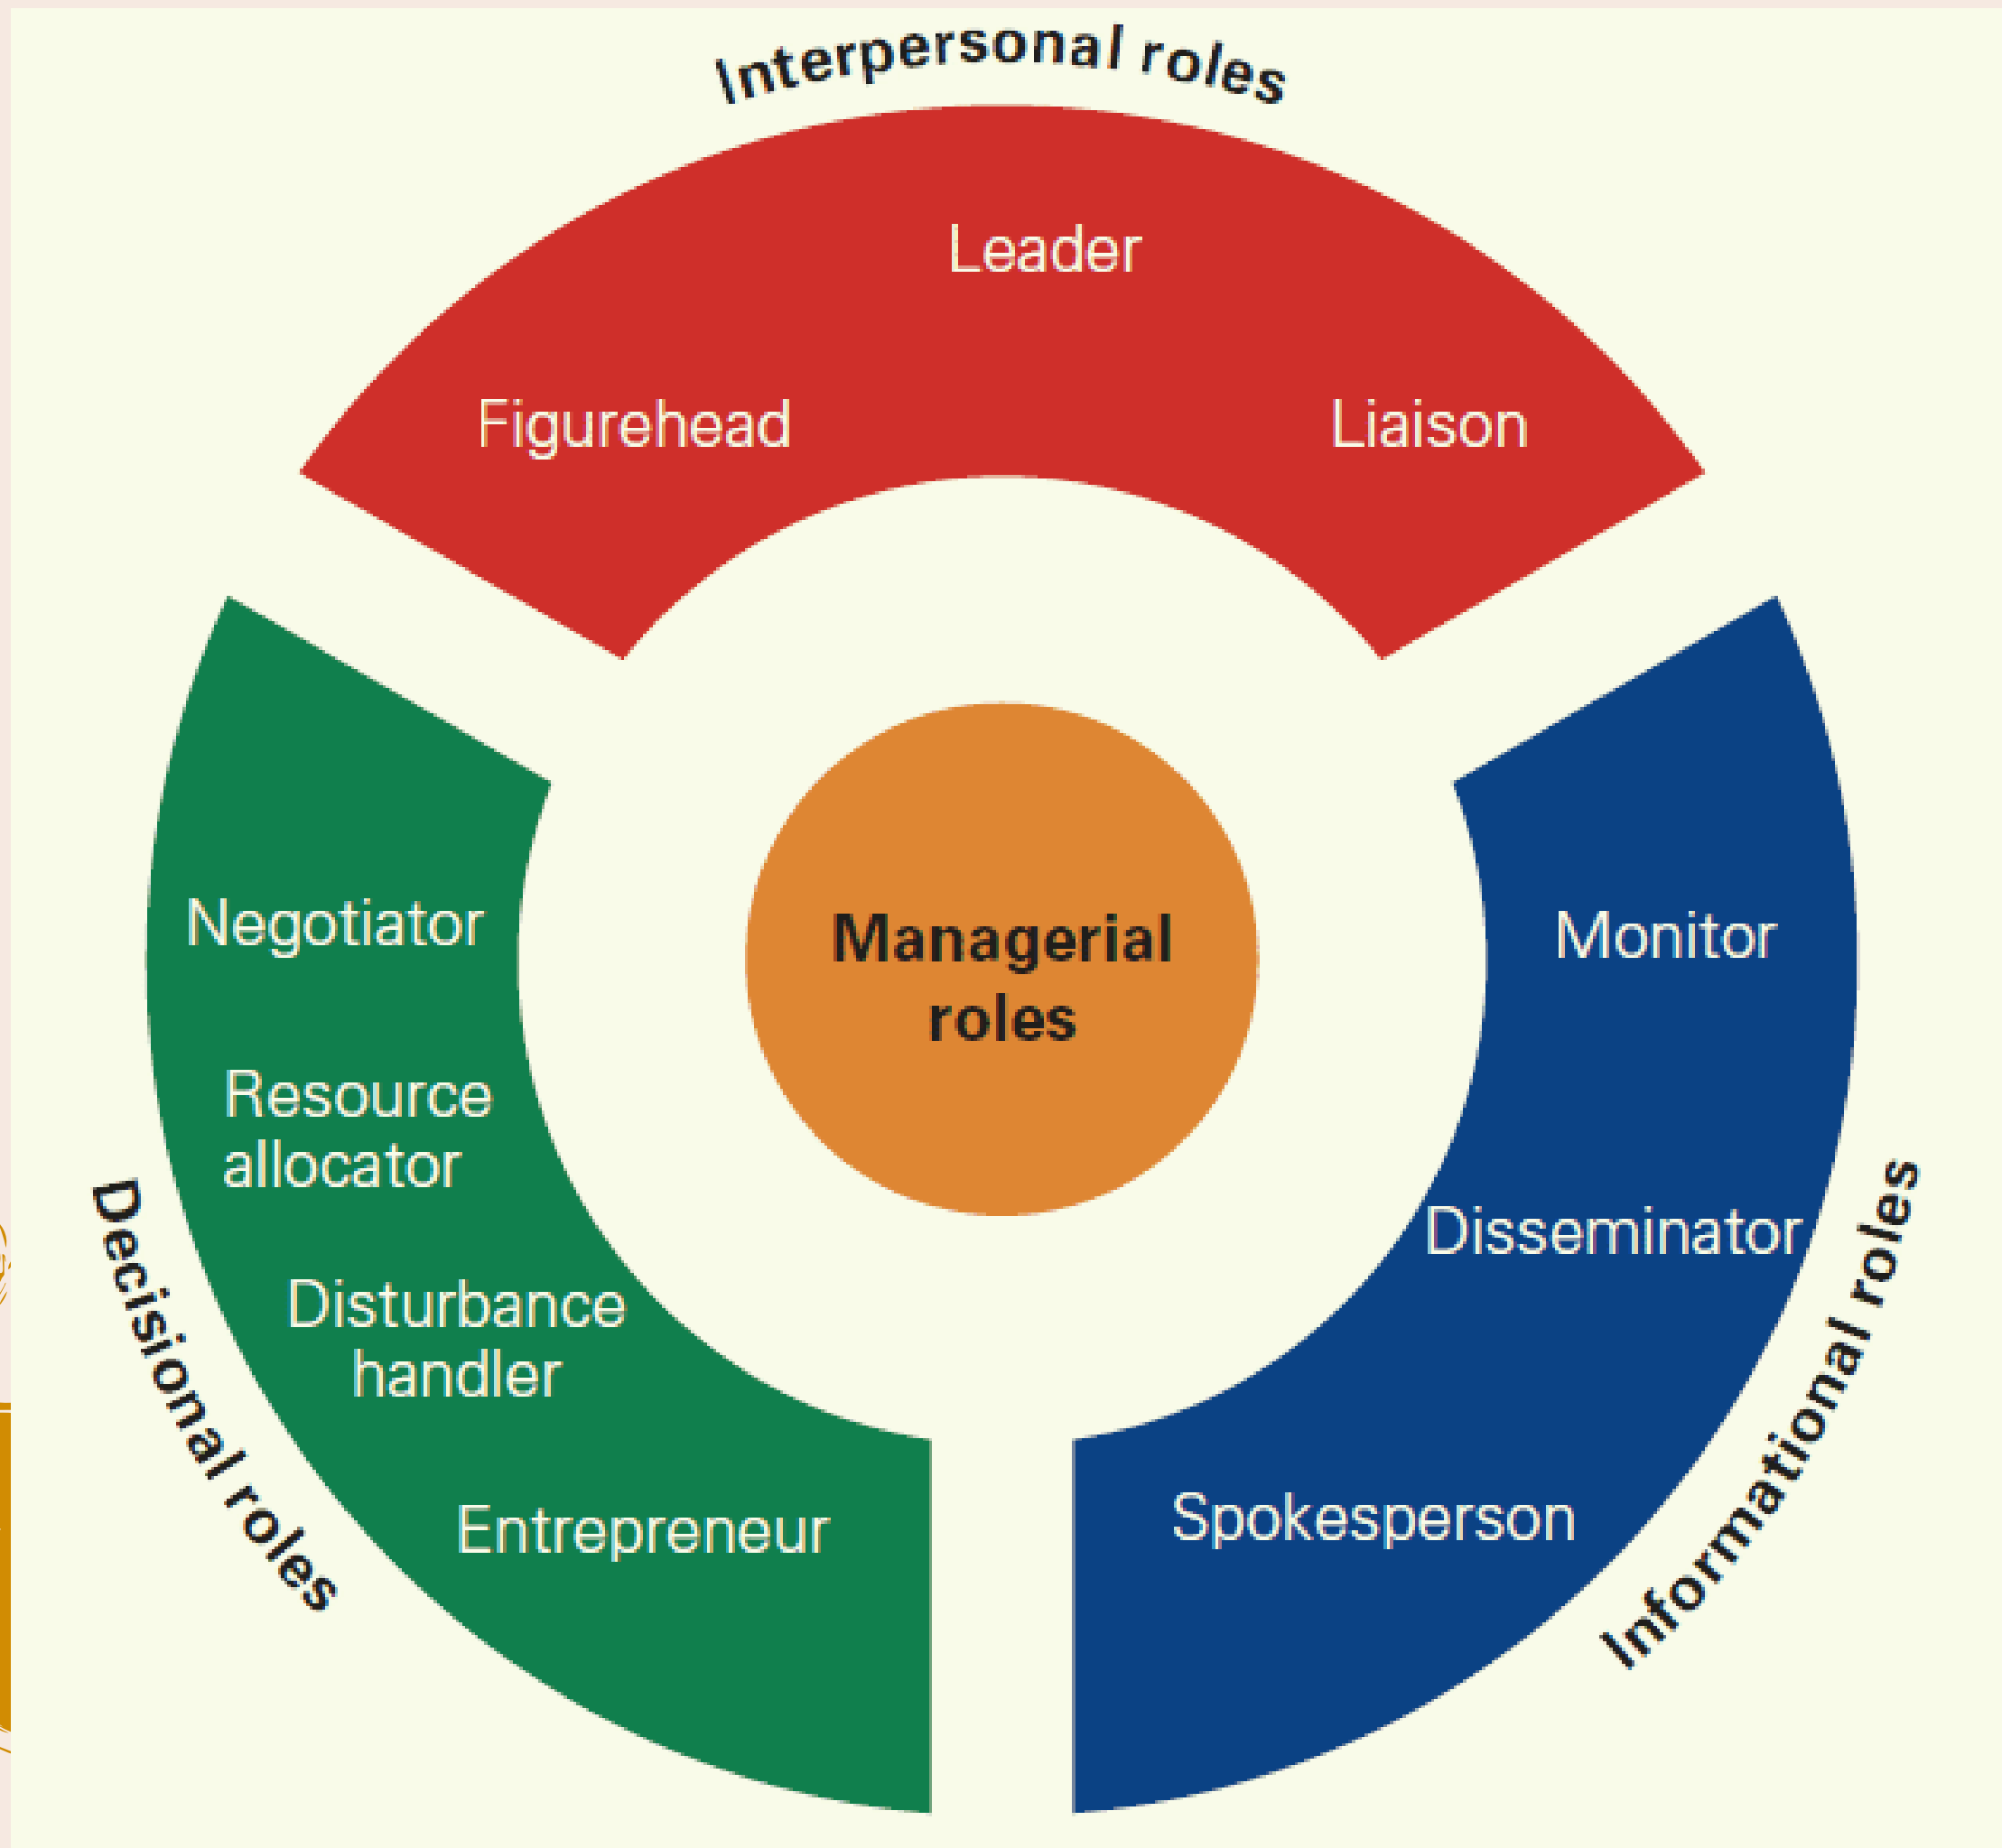 Interpersonal roles
Leader
Figurehead
Liaison
Managerial
roles
Negotiator
Resource
allocator
Disturbance
handler
Entrepreneur
Decisional roles
Monitor
Disseminator
Spokesperson
Informational roles